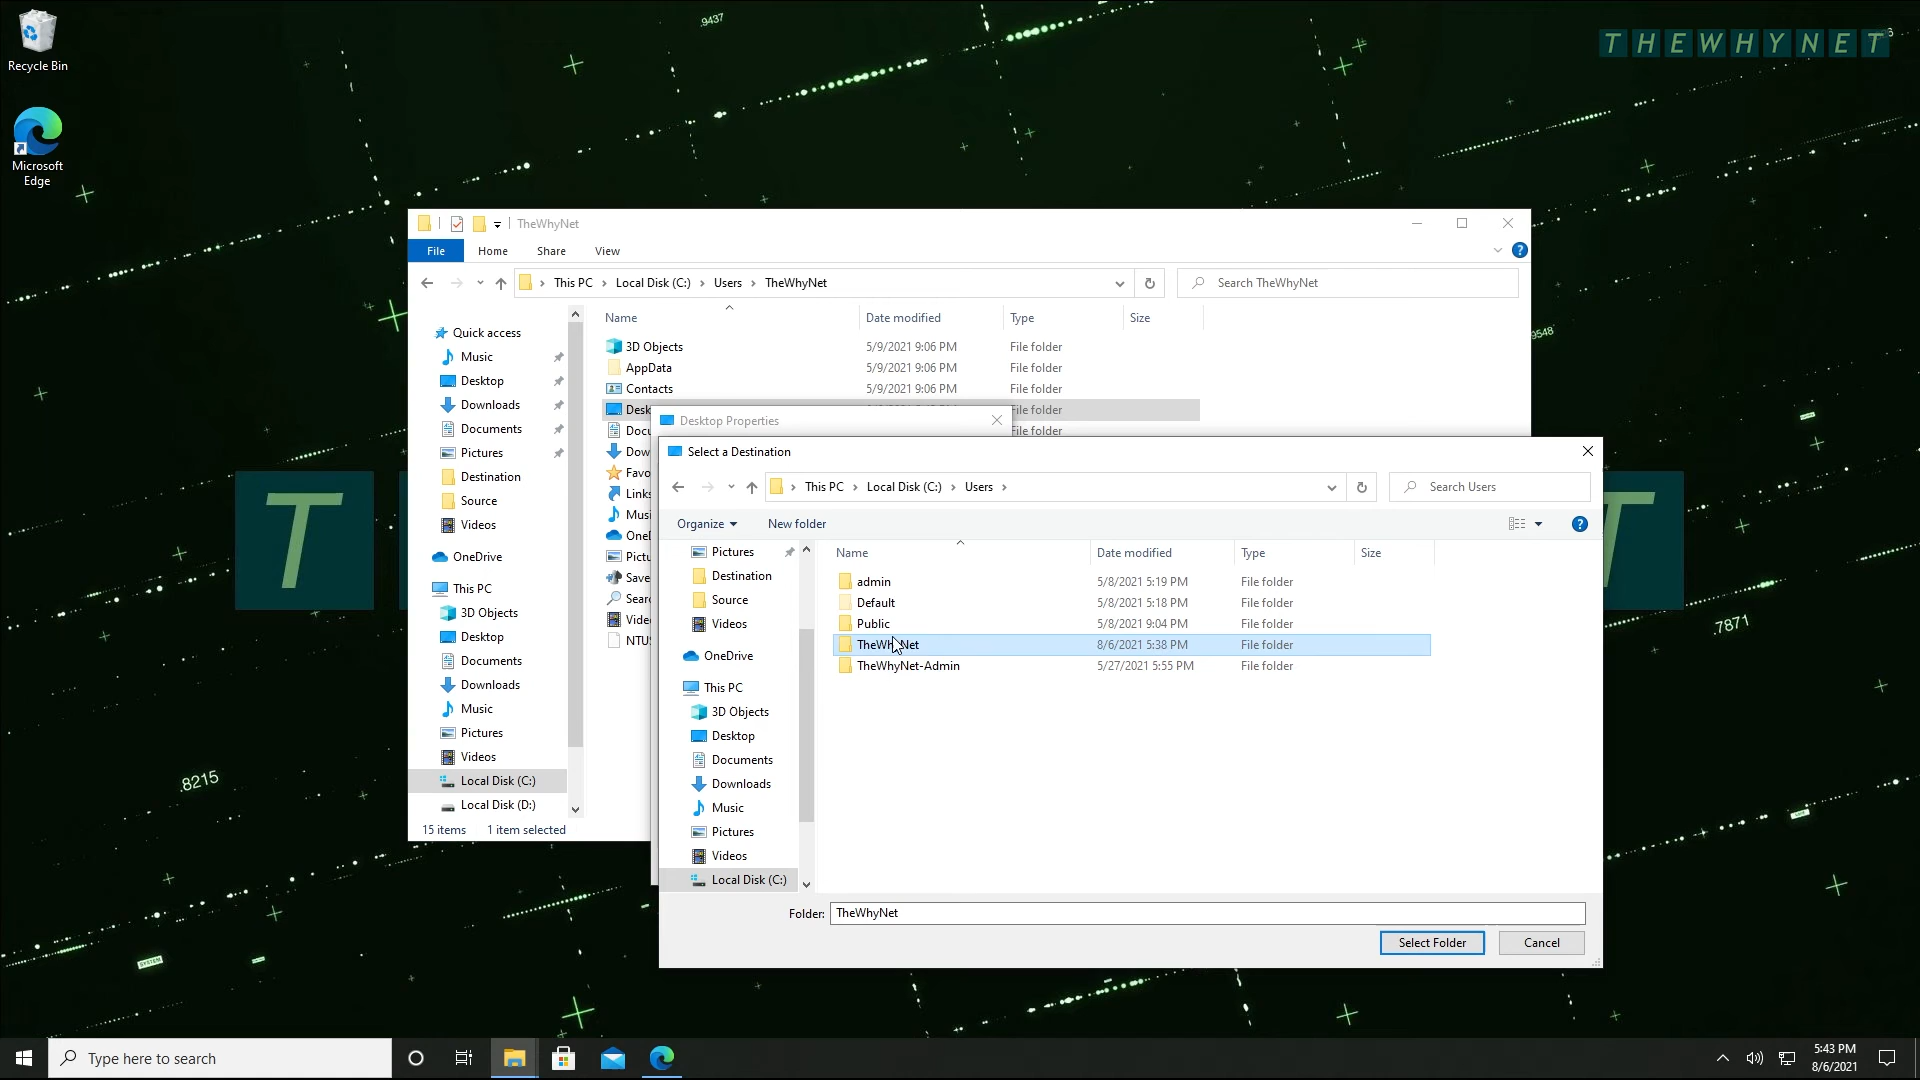 Recycle Bin
Microsoft
Edge
.9437
THEWHYNET
TheWhyNet
File
Home
Share
View
This PC
Local Disk (C:)
Users
TheWhyNet
Search TheWhyNet
Quick access
Music
Desktop
Downloads
Documents
Pictures
Destination
Source
Videos
OneDrive
This PC
3D Objects
Desktop
Documents
Downloads
Music
Pictures
Videos
Local Disk (C:)
Local Disk (D:)
15 items
1 item selected
Name
Date modified
Type
Size
3D Objects 5/9/2021 9:06 PM File folder
AppData 5/9/2021 9:06 PM File folder
Contacts 5/9/2021 9:06 PM File folder
Desk
File folder
Docu
File folder
Dow
Favo
Links
Musi
OneD
Pictu
Save
Searc
Vide
NTUS
Desktop Properties
Select a Destination
This PC
Local Disk (C:)
Users
Search Users
Organize
New folder
Pictures
Destination
Source
Videos
OneDrive
This PC
3D Objects
Desktop
Documents
Downloads
Music
Pictures
Videos
Local Disk (C:)
Name
Date modified
Type
Size
admin 5/8/2021 5:19 PM File folder
Default 5/8/2021 5:18 PM File folder
Public 5/8/2021 9:04 PM File folder
TheWhyNet 8/6/2021 5:38 PM File folder
TheWhyNet-Admin 5/27/2021 5:55 PM File folder
Folder: TheWhyNet
Select Folder
Cancel
T
T
.9548
.7871
.8215
Type here to search
5:43 PM
8/6/2021